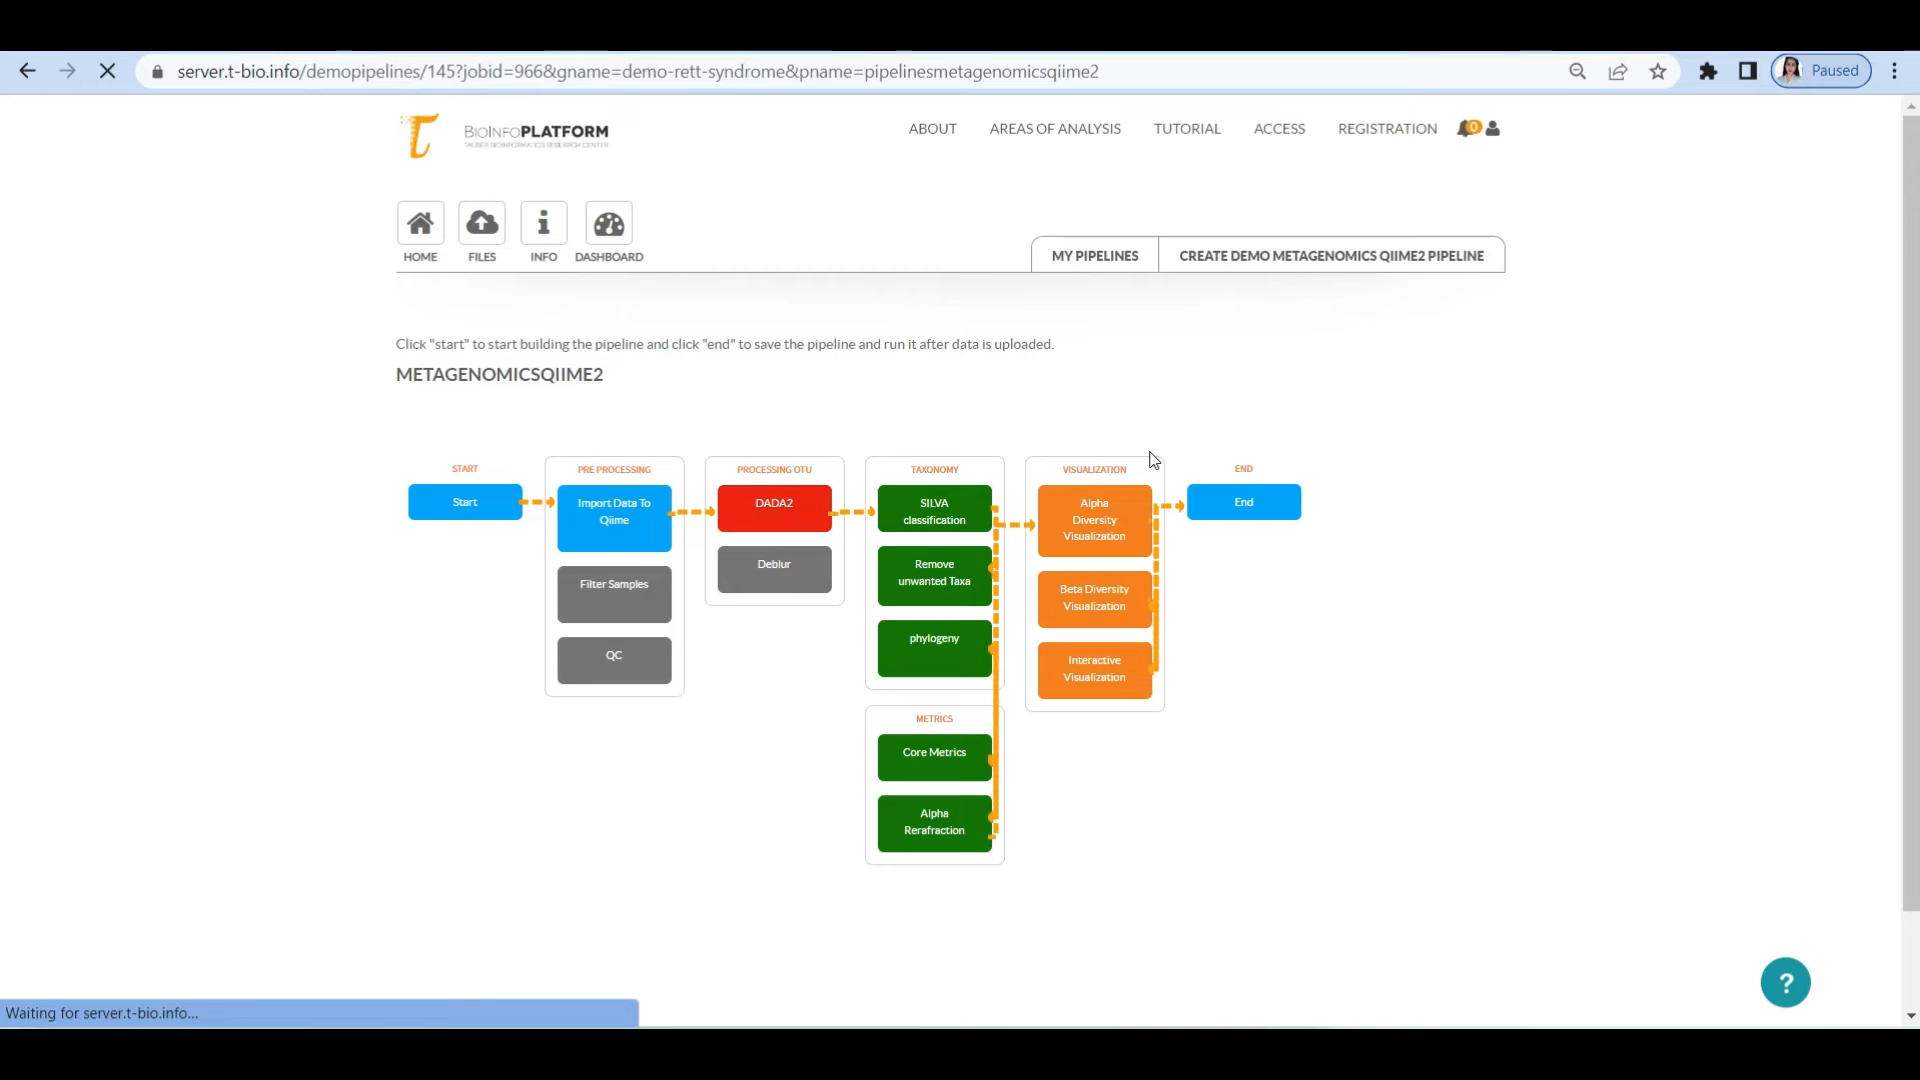 server.t-bio.info/demopipelines/145?jobid=966&gname=demo-rett-syndrome&pname=pipelinesmetagenomicsqiime2
Paused
BIOINFOPLATFORM
TAUBER BIOINFORMATICS RESEARCH CENTER
ABOUT
AREAS OF ANALYSIS
TUTORIAL
ACCESS
REGISTRATION
0
HOME
FILES
INFO
DASHBOARD
MY PIPELINES
CREATE DEMO METAGENOMICS QIIME2 PIPELINE
Click "start" to start building the pipeline and click "end" to save the pipeline and run it after data is uploaded.
METAGENOMICSQIIME2
START
Start
PRE PROCESSING
Import Data To
Qiime
Filter Samples
QC
PROCESSING OTU
DADA2
Deblur
TAXONOMY
SILVA
classification
Remove
unwanted Taxa
phylogeny
METRICS
Core Metrics
Alpha
Rerafraction
VISUALIZATION
Alpha
Diversity
Visualization
Beta Diversity
Visualization
Interactive
Visualization
END
End
?
Waiting for server.t-bio.info...